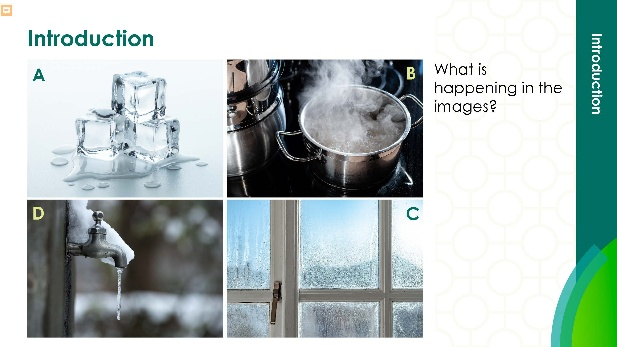 Introduction
A
B
What is
happening in the
images?
D
C
Introduction